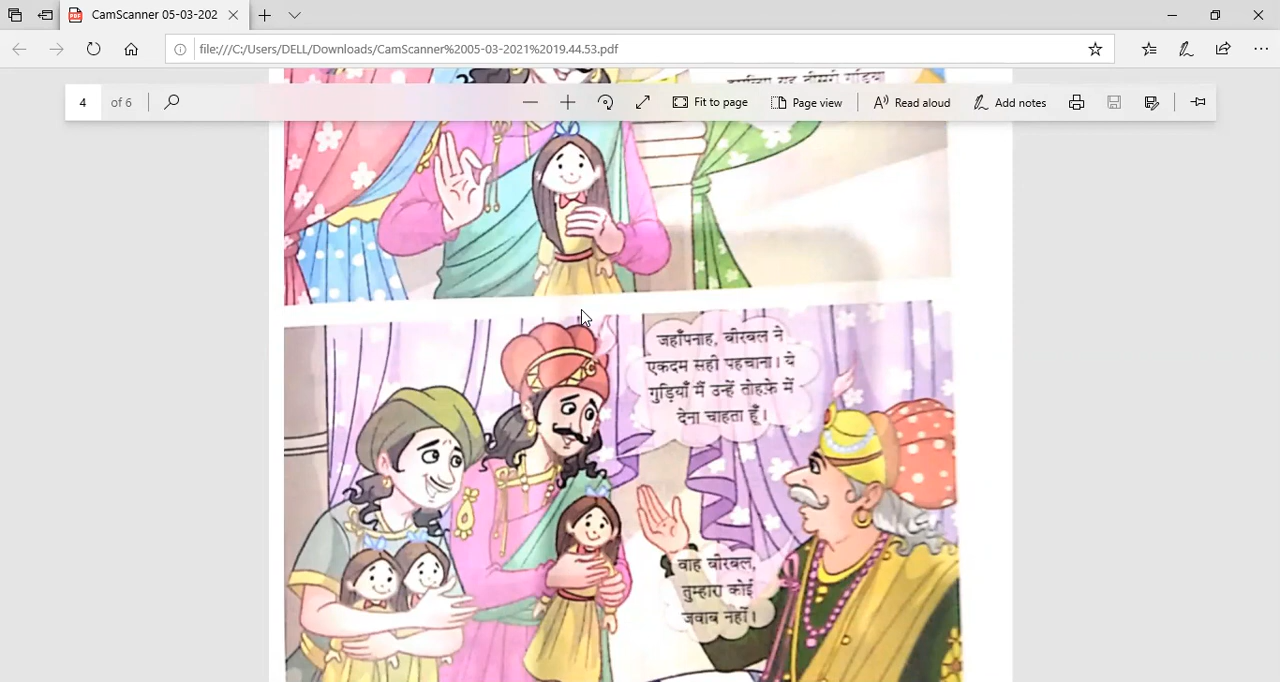 CamScanner 05-03-202
file:///C:/Users/DELL/Downloads/CamScanner%2005-03-2021%2019.44.53.pdf
4 of 6
Fit to page
Page view
Read aloud
Add notes
जहाँपनाह, बीरबल ने
एकदम सही पहचाना। ये
गुड़ियाँ मैं उन्हें तोहफ़े में
देना चाहता हूँ।
वाह बीरबल,
तुम्हारा कोई
जवाब नहीं।